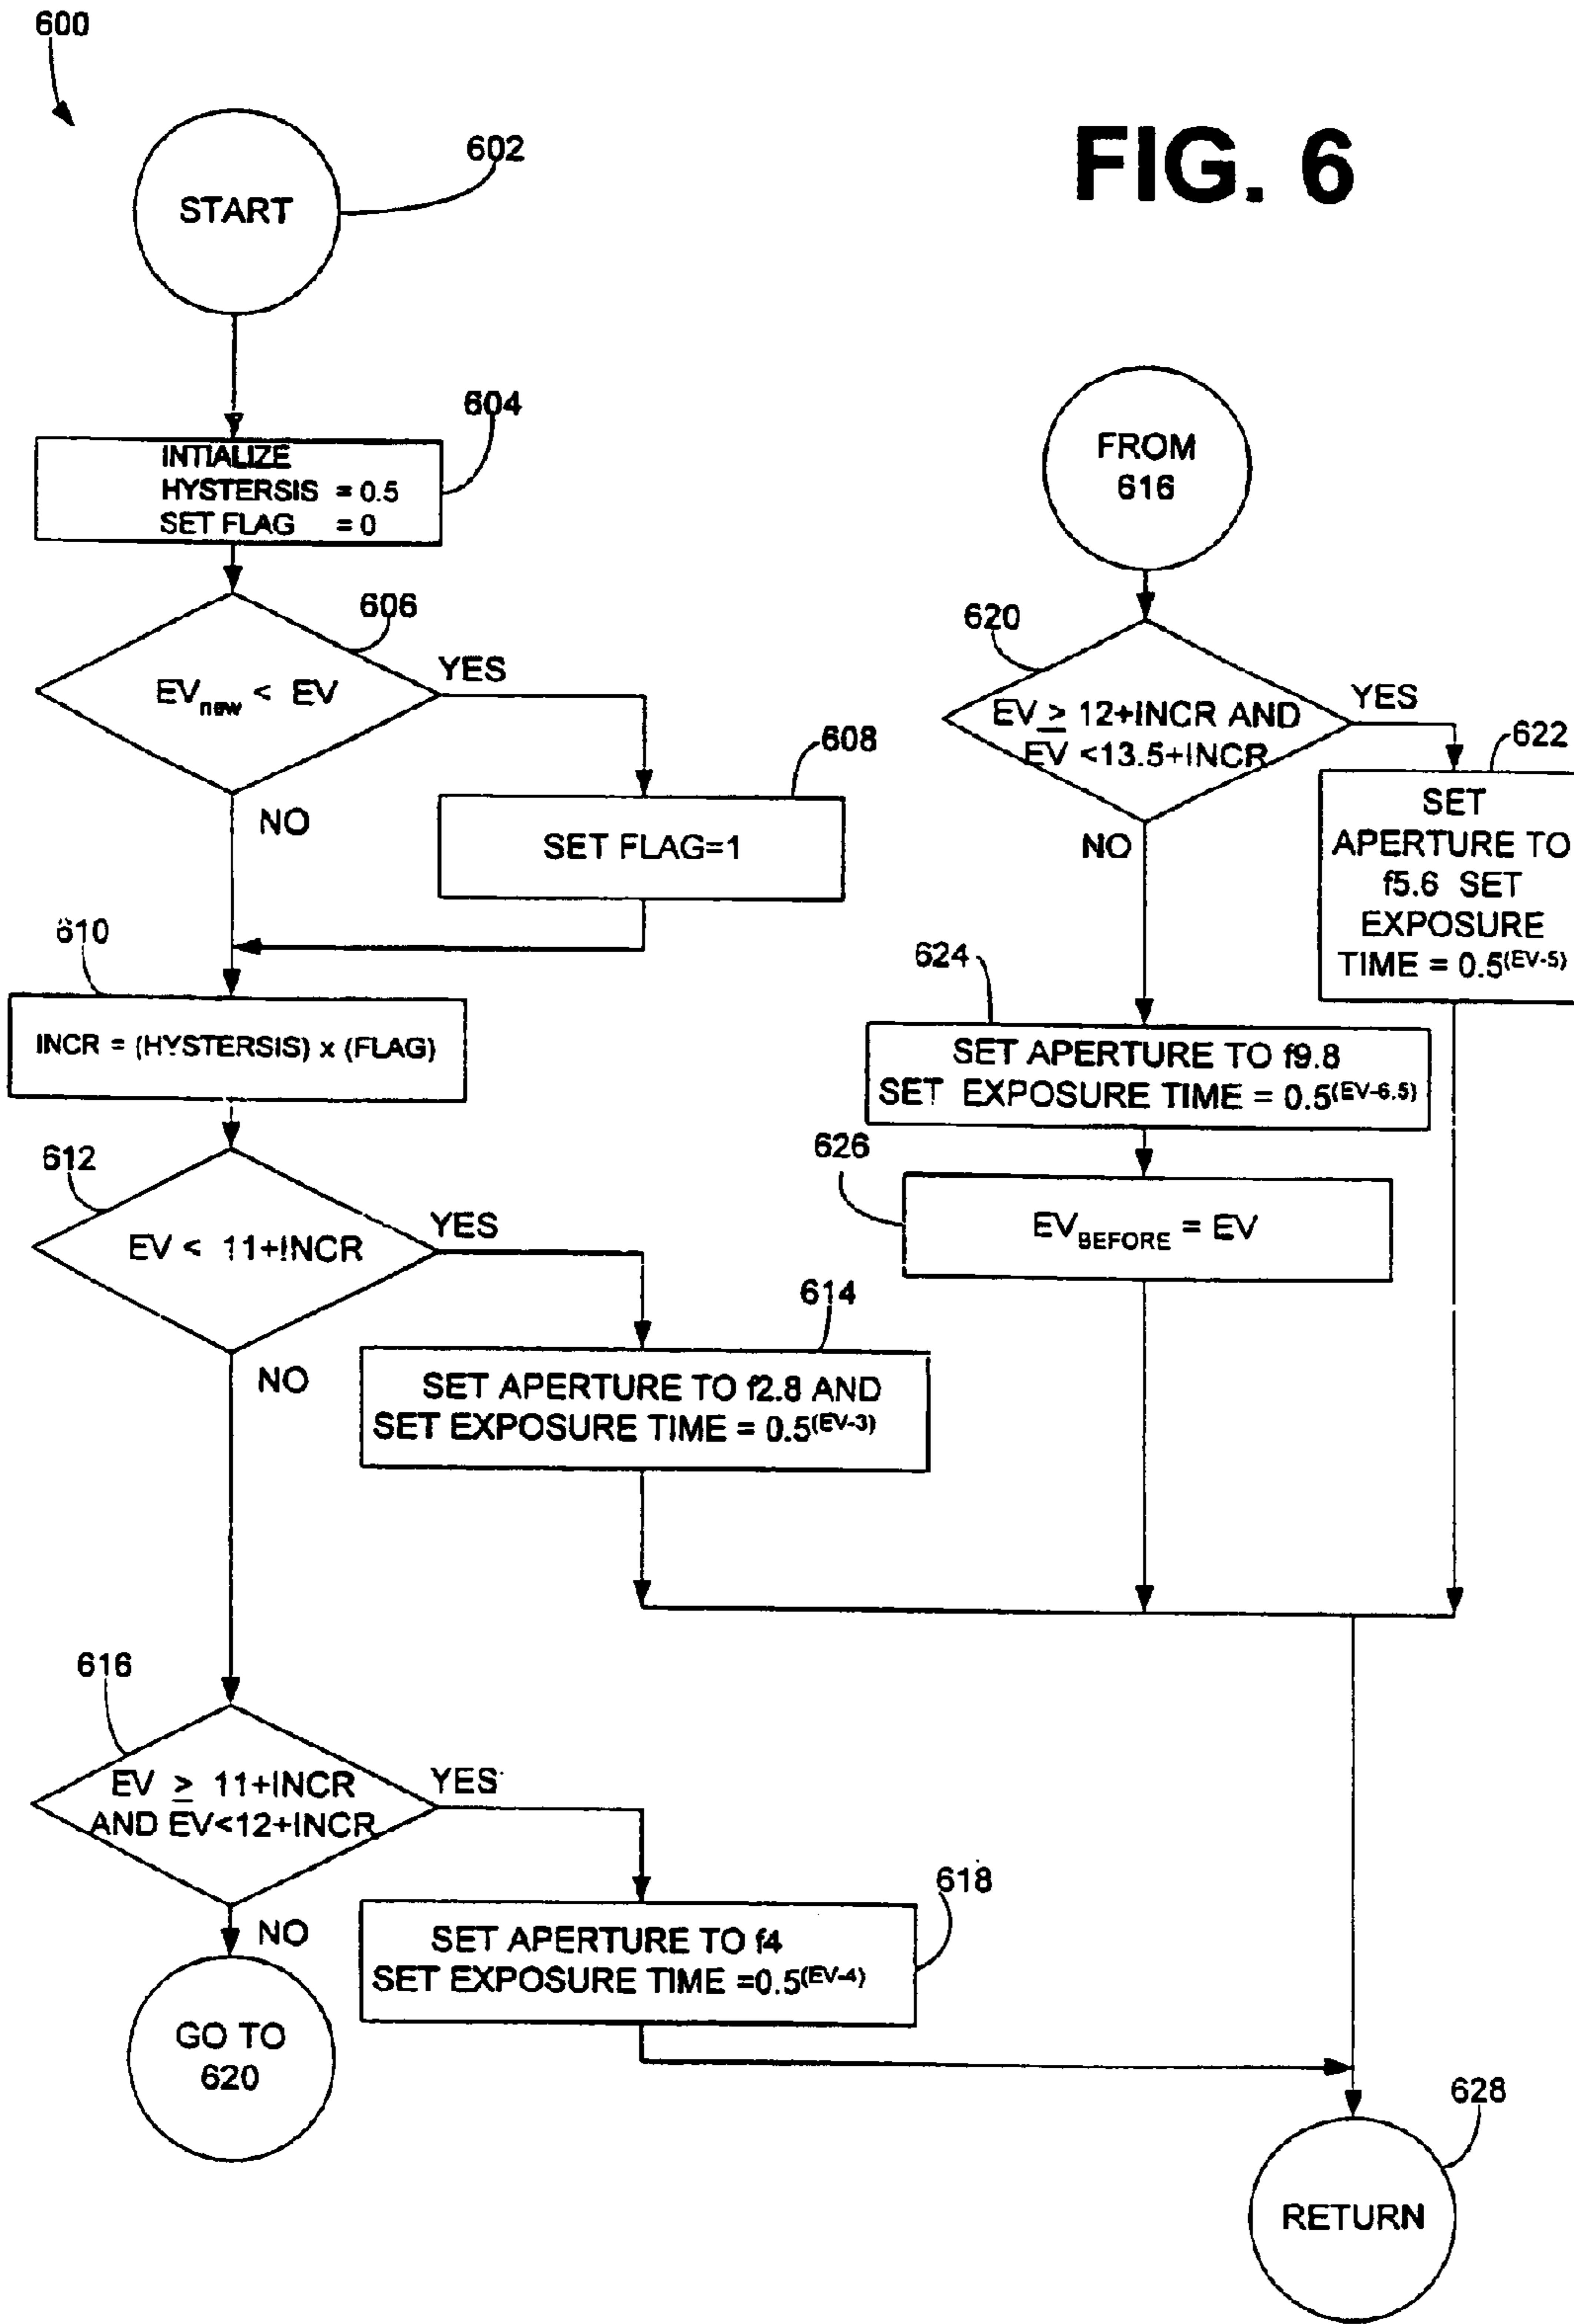 600
FIG. 6
602
START
604
INTIALIZE
HYSTERSIS = 0.5
SET FLAG = 0
606
EVnew < EV
YES
NO
608
SET FLAG=1
610
INCR = (HYSTERSIS) x (FLAG)
612
EV < 11+INCR
YES
NO
614
SET APERTURE TO f2.8 AND
SET EXPOSURE TIME = 0.5(EV-3)
616
EV ≥ 11+INCR
AND EV<12+INCR
YES
NO
618
SET APERTURE TO f4
SET EXPOSURE TIME =0.5(EV-4)
GO TO
620
FROM
616
620
EV ≥ 12+INCR AND
EV <13.5+INCR
YES
NO
622
SET
APERTURE TO
f5.6 SET
EXPOSURE
TIME = 0.5(EV-5)
624
SET APERTURE TO f9.8
SET EXPOSURE TIME = 0.5(EV-6.5)
626
EVBEFORE = EV
628
RETURN